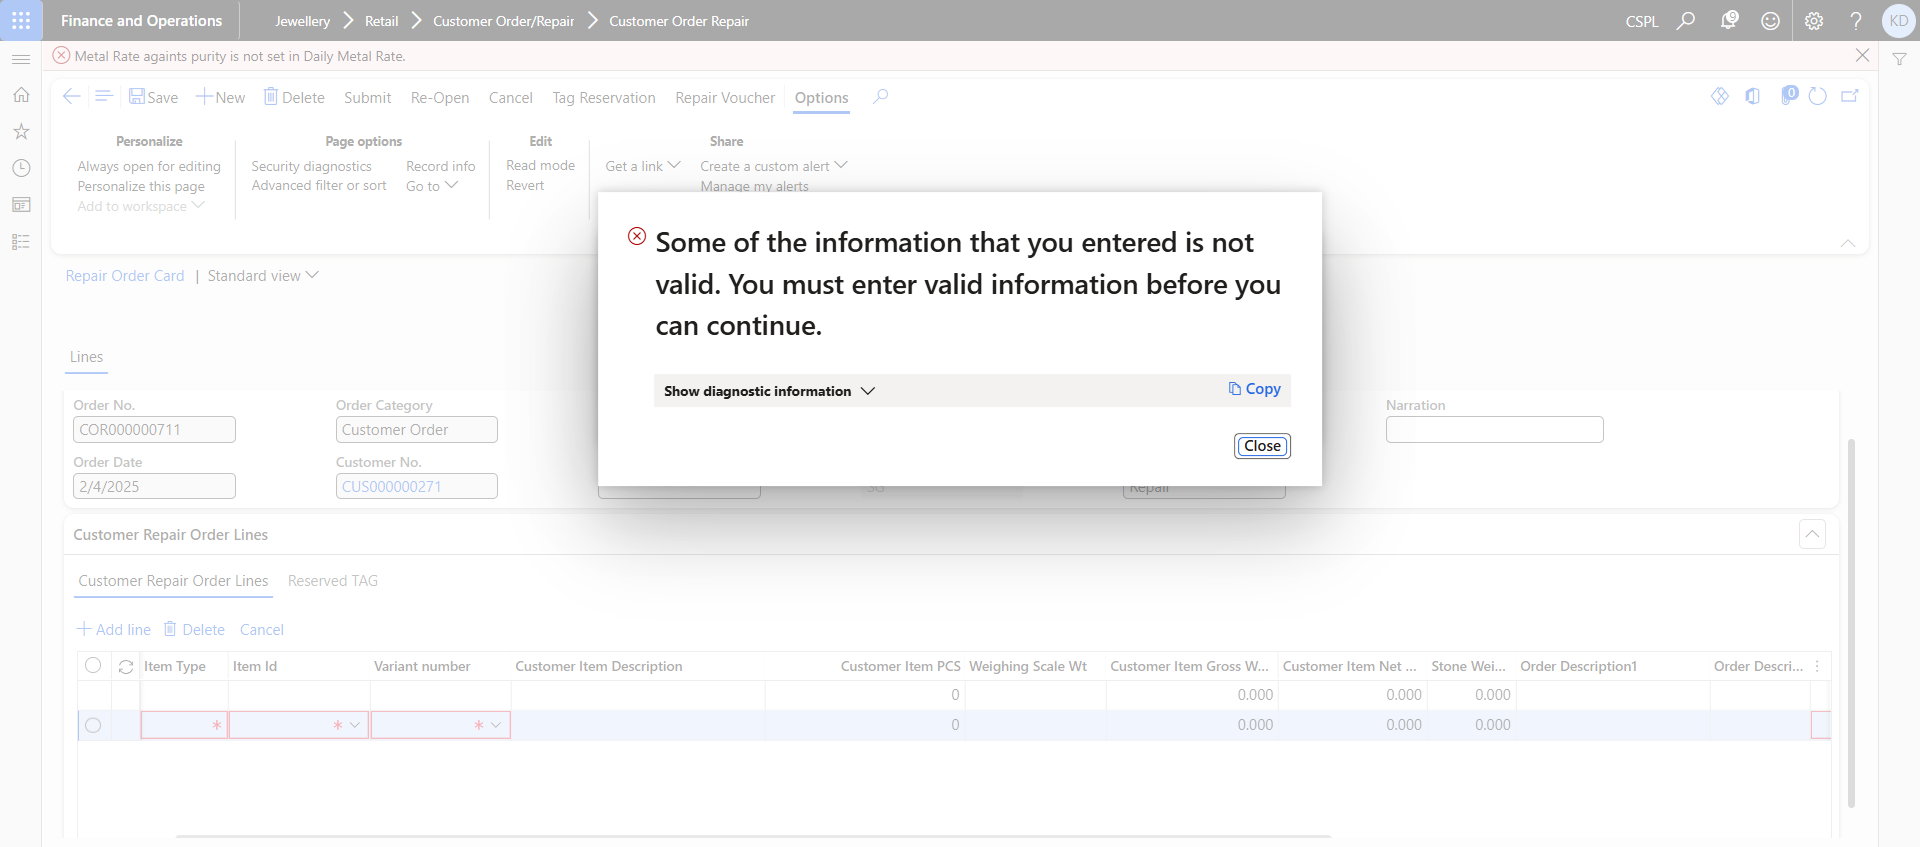 Finance and Operations
Jewellery
Retail
Customer Order/Repair
Customer Order Repair
CSPL
9
?
KD
Metal Rate againts purity is not set in Daily Metal Rate.
Save
New
Delete
Submit
Re-Open
Cancel
Tag Reservation
Repair Voucher
Options
0
Personalize
Always open for editing
Personalize this page
Add to workspace
Page options
Security diagnostics
Advanced filter or sort
Record info
Go to
Edit
Read mode
Revert
Share
Get a link
Create a custom alert
Manage my alerts
Some of the information that you entered is not
valid. You must enter valid information before you
can continue.
Show diagnostic information
Copy
Close
Repair Order Card | Standard view
Lines
Order No.
COR000000711
Order Category
Customer Order
Narration
Order Date
2/4/2025
Customer No.
CUS000000271
SG
Repair
Customer Repair Order Lines
Customer Repair Order Lines
Reserved TAG
Add line
Delete
Cancel
Item Type Item Id Variant number Customer Item Description Customer Item PCS Weighing Scale Wt Customer Item Gross W... Customer Item Net ... Stone Wei... Order Description1 Order Descri...
0 0.000 0.000 0.000
* * * 0 0.000 0.000 0.000